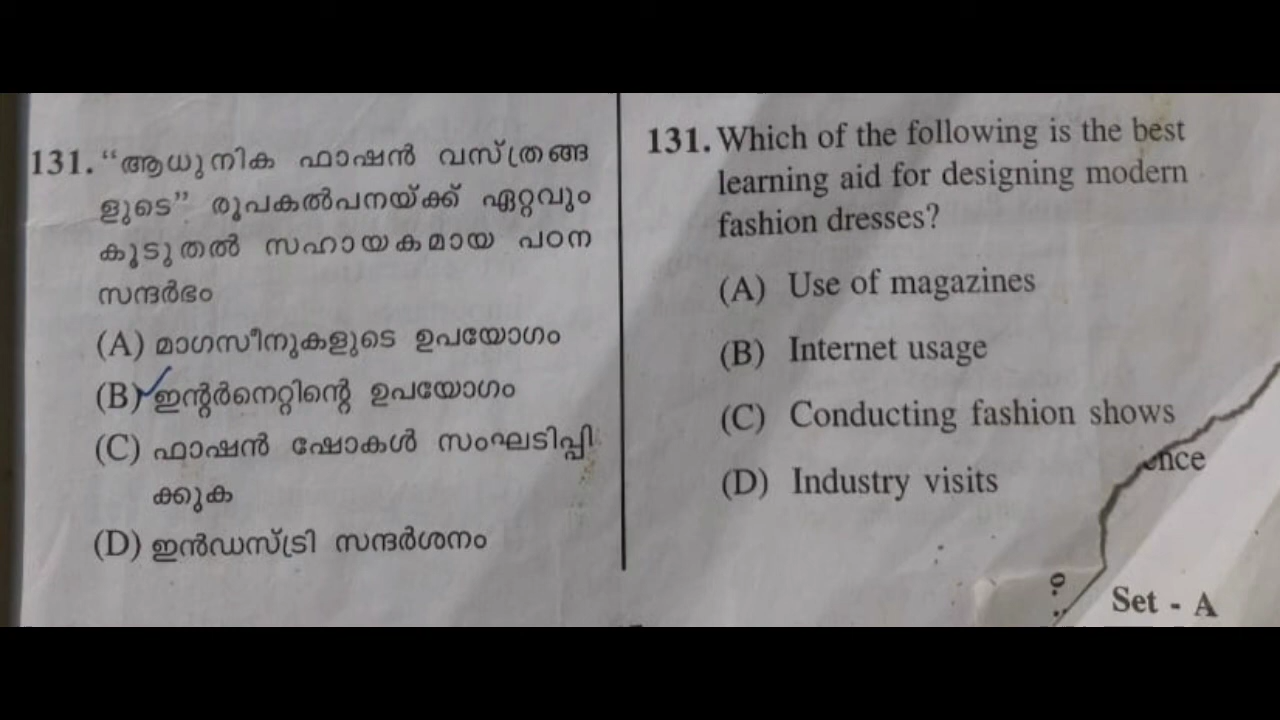 131. “ആധുനിക ഫാഷൻ വസ്ത്രങ്ങ
ളുടെ” രൂപകൽപനയ്ക്ക് ഏറ്റവും
കൂടുതൽ സഹായകമായ പഠന
സന്ദർഭം
(A) മാഗസീനുകളുടെ ഉപയോഗം
(B) ഇന്റർനെറ്റിന്റെ ഉപയോഗം
(C) ഫാഷൻ ഷോകൾ സംഘടിപ്പി
ക്കുക
(D) ഇൻഡസ്ട്രി സന്ദർശനം
131. Which of the following is the best
learning aid for designing modern
fashion dresses?
(A) Use of magazines
(B) Internet usage
(C) Conducting fashion shows
(D) Industry visits
Set - A